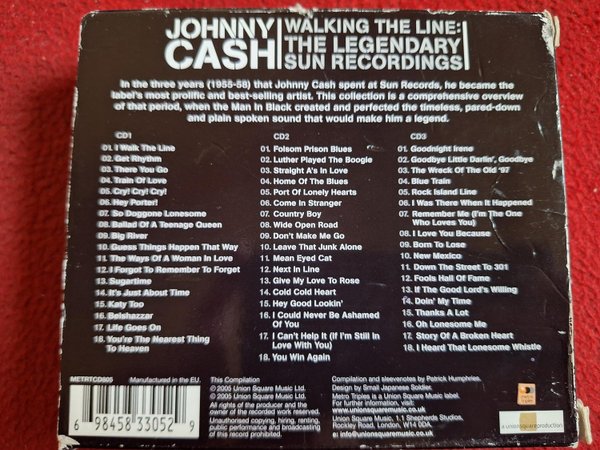 JOHNNY CASH
WALKING THE LINE:
THE LEGENDARY
SUN RECORDINGS
In the three years (1955-58) that Johnny Cash spent at Sun Records, he became the
label's most prolific and best-selling artist. This collection is a comprehensive overview
of that period, when the Man In Black created and perfected the timeless, pared-down
and plain spoken sound that would make him a legend.
CD1
01. I Walk The Line
02. Get Rhythm
03. There You Go
04. Train Of Love
05. Cry! Cry! Cry!
06. Hey Porter!
07. So Doggone Lonesome
08. Ballad Of A Teenage Queen
09. Big River
10. Guess Things Happen That Way
11. The Ways Of A Woman In Love
12. I Forgot To Remember To Forget
13. Sugartime
14. It's Just About Time
15. Katy Too
16. Belshazzar
17. Life Goes On
18. You're The Nearest Thing
To Heaven
CD2
01. Folsom Prison Blues
02. Luther Played The Boogie
03. Straight A's In Love
04. Home Of The Blues
05. Port Of Lonely Hearts
06. Come In Stranger
07. Country Boy
08. Wide Open Road
09. Don't Make Me Go
10. Leave That Junk Alone
11. Mean Eyed Cat
12. Next In Line
13. Give My Love To Rose
14. Cold Cold Heart
15. Hey Good Lookin'
16. I Could Never Be Ashamed
Of You
17. I Can't Help It (If I'm Still In
Love With You)
18. You Win Again
CD3
01. Goodnight Irene
02. Goodbye Little Darlin', Goodbye
03. The Wreck Of The Old '97
04. Blue Train
05. Rock Island Line
06. I Was There When It Happened
07. Remember Me (I'm The One
Who Loves You)
08. I Love You Because
09. Born To Lose
10. New Mexico
11. Down The Street To 301
12. Fools Hall Of Fame
13. If The Good Lord's Willing
14. Doin' My Time
15. Thanks A Lot
16. Oh Lonesome Me
17. Story Of A Broken Heart
18. I Heard That Lonesome Whistle
METRTCD605
Manufactured in the EU.
6 98458 33052 9
This Compilation
℗ 2005 Union Square Music Ltd.
© 2005 Union Square Music Ltd.
All rights of the producer and the
owner of the recorded work reserved.
Unauthorised copying, hiring, renting,
public performance and broadcasting
of this record prohibited.
Compilation and sleevenotes by Patrick Humphries.
Design by Small Japanese Soldier.
Metro Triples is a Union Square Music Label.
For further information, visit:
www.unionsquaremusic.co.uk
Union Square Music, 1.1 Shepherds Studios,
Rockley Road, London, W14 0DA.
e: info@unionsquaremusic.co.uk
a unionsquareproduction